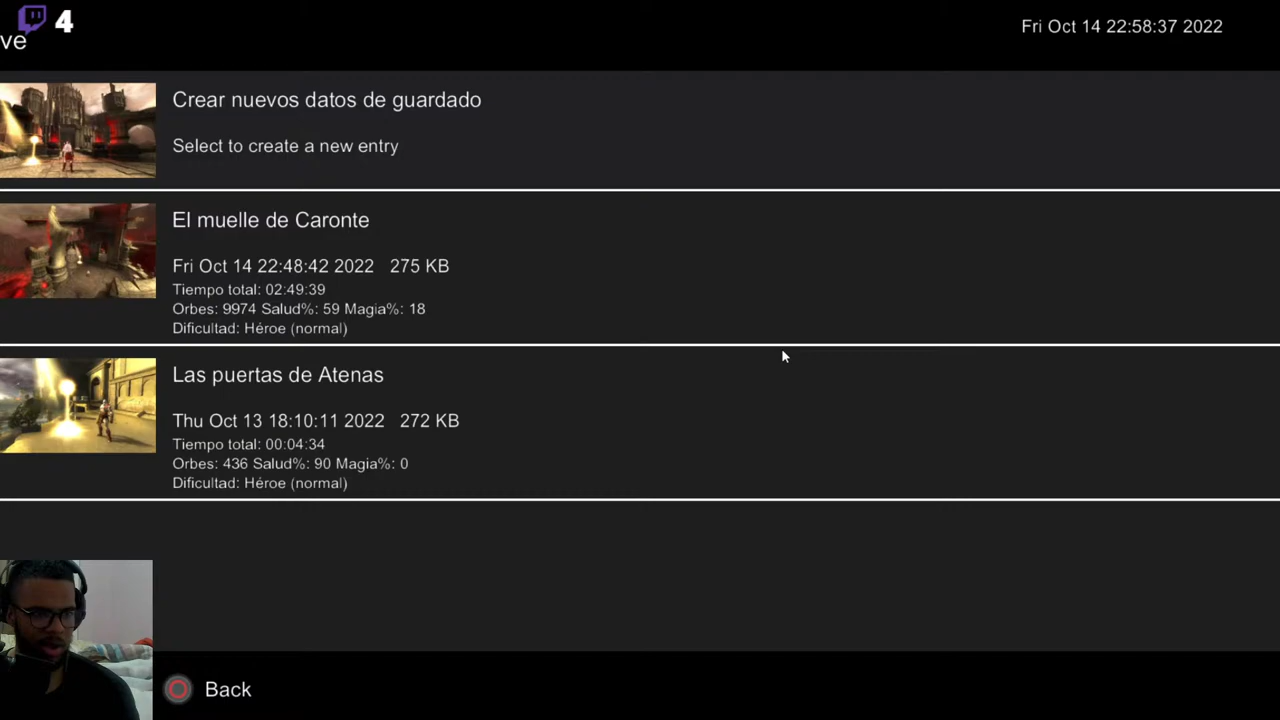 4
ve
Fri Oct 14 22:58:37 2022
Crear nuevos datos de guardado
Select to create a new entry
El muelle de Caronte
Fri Oct 14 22:48:42 2022 275 KB
Tiempo total: 02:49:39
Orbes: 9974 Salud%: 59 Magia%: 18
Dificultad: Héroe (normal)
Las puertas de Atenas
Thu Oct 13 18:10:11 2022 272 KB
Tiempo total: 00:04:34
Orbes: 436 Salud%: 90 Magia%: 0
Dificultad: Héroe (normal)
Back